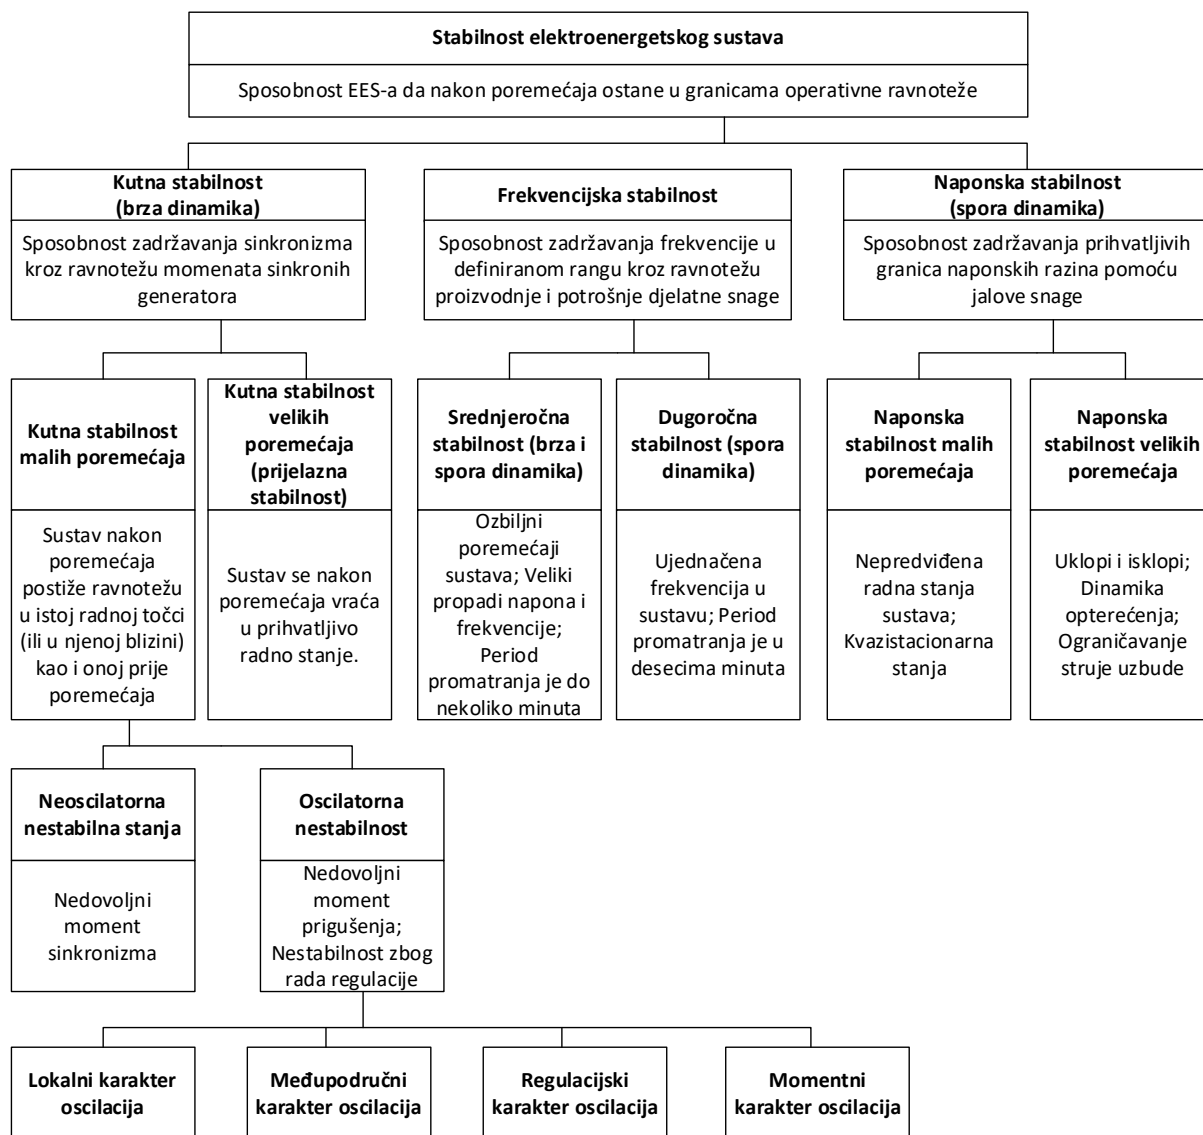 Stabilnost elektroenergetskog sustava
Sposobnost EES-a da nakon poremećaja ostane u granicama operativne ravnoteže
Kutna stabilnost
(brza dinamika)
Sposobnost zadržavanja sinkronizma
kroz ravnotežu momenata sinkronih
generatora
Frekvencijska stabilnost
Sposobnost zadržavanja frekvencije u
definiranom rangu kroz ravnotežu
proizvodnje i potrošnje djelatne snage
Naponska stabilnost
(spora dinamika)
Sposobnost zadržavanja prihvatljivih
granica naponskih razina pomoću
jalove snage
Kutna stabilnost
malih poremećaja
Sustav nakon
poremećaja
postiže ravnotežu
u istoj radnoj točci
(ili u njenoj blizini)
kao i onoj prije
poremećaja
Kutna stabilnost
velikih
poremećaja
(prijelazna
stabilnost)
Sustav se nakon
poremećaja vraća
u prihvatljivo
radno stanje.
Srednjeročna
stabilnost (brza i
spora dinamika)
Ozbiljni
poremećaji
sustava; Veliki
propadi napona i
frekvencije;
Period
promatranja je do
nekoliko minuta
Dugoročna
stabilnost (spora
dinamika)
Ujednačena
frekvencija u
sustavu; Period
promatranja je u
desecima minuta
Naponska
stabilnost malih
poremećaja
Nepredviđena
radna stanja
sustava;
Kvazistacionarna
stanja
Naponska
stabilnost velikih
poremećaja
Uklopi i isklopi;
Dinamika
opterećenja;
Ograničavanje
struje uzbude
Neoscilatorna
nestabilna stanja
Nedovoljni
moment
sinkronizma
Oscilatorna
nestabilnost
Nedovoljni
moment
prigušenja;
Nestabilnost zbog
rada regulacije
Lokalni karakter
oscilacija
Međupodručni
karakter oscilacija
Regulacijski
karakter oscilacija
Momentni
karakter oscilacija